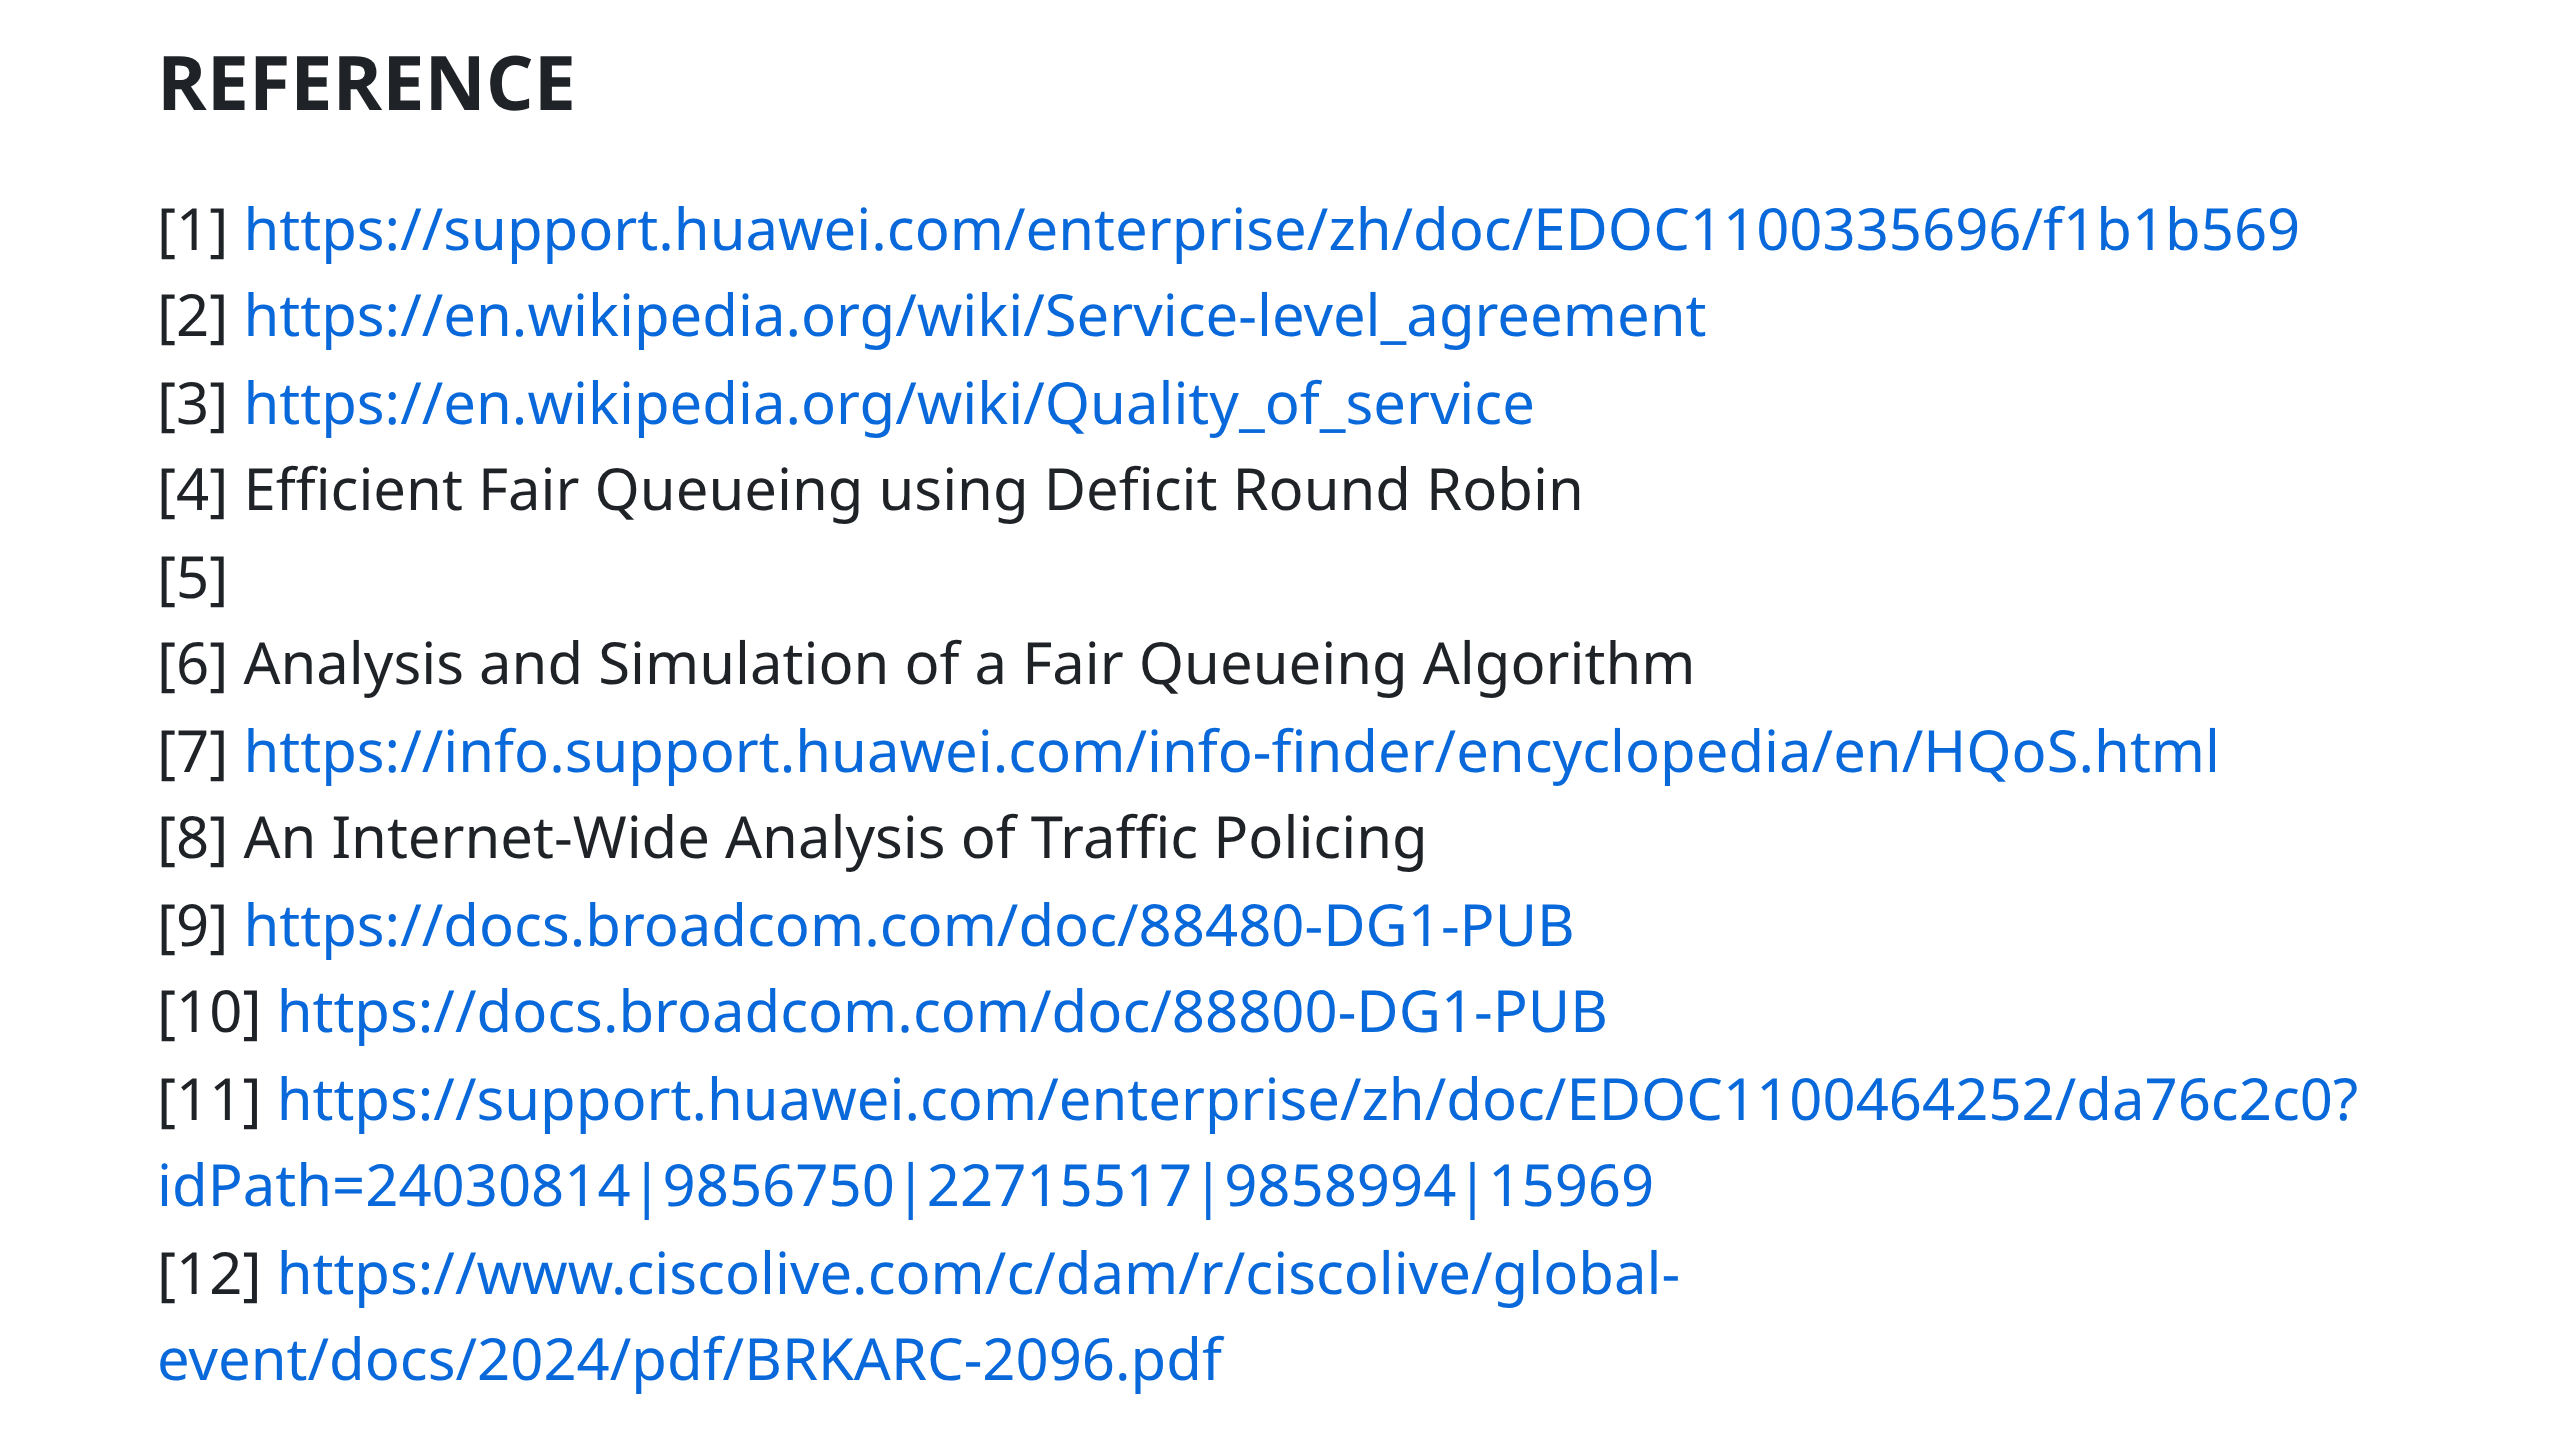 REFERENCE
[1] https://support.huawei.com/enterprise/zh/doc/EDOC1100335696/f1b1b569
[2] https://en.wikipedia.org/wiki/Service-level_agreement
[3] https://en.wikipedia.org/wiki/Quality_of_service
[4] Efficient Fair Queueing using Deficit Round Robin
[5]
[6] Analysis and Simulation of a Fair Queueing Algorithm
[7] https://info.support.huawei.com/info-finder/encyclopedia/en/HQoS.html
[8] An Internet-Wide Analysis of Traffic Policing
[9] https://docs.broadcom.com/doc/88480-DG1-PUB
[10] https://docs.broadcom.com/doc/88800-DG1-PUB
[11] https://support.huawei.com/enterprise/zh/doc/EDOC1100464252/da76c2c0?
idPath=24030814|9856750|22715517|9858994|15969
[12] https://www.ciscolive.com/c/dam/r/ciscolive/global-
event/docs/2024/pdf/BRKARC-2096.pdf